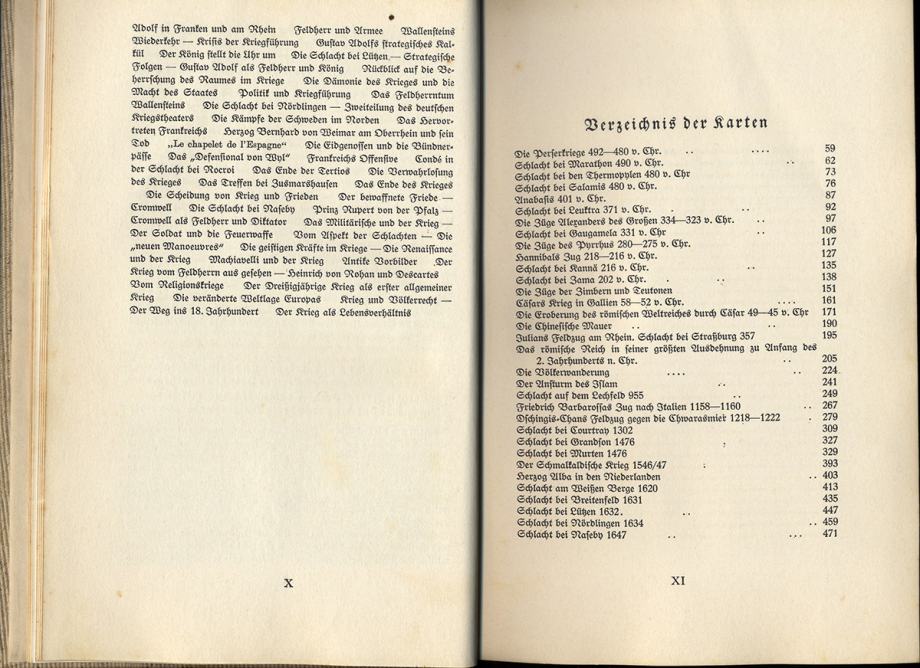 Adolf in Franken und am Rhein Feldherr und Armee Wallensteins
Wiederkehr — Krisis der Kriegführung Gustav Adolfs strategisches Kal-
kül Der König stellt die Uhr um Die Schlacht bei Lützen — Strategische
Folgen — Gustav Adolf als Feldherr und König Rückblick auf die Be-
herrschung des Raumes im Kriege Die Dämonie des Krieges und die
Macht des Staates Politik und Kriegführung Das Feldherrntum
Wallensteins Die Schlacht bei Nördlingen — Zweiteilung des deutschen
Kriegstheaters Die Kämpfe der Schweden im Norden Das Hervor-
treten Frankreichs Herzog Bernhard von Weimar am Oberrhein und sein
Tod „Le chapelet de l'Espagne“ Die Eidgenossen und die Bündner-
pässe Das „Defensional von Wyl“ Frankreichs Offensive Condé in
der Schlacht bei Rocroi Das Ende der Tertios Die Verwahrlosung
des Krieges Das Treffen bei Zusmarshausen Das Ende des Krieges
Die Scheidung von Krieg und Frieden Der bewaffnete Friede —
Cromwell Die Schlacht bei Naseby Prinz Rupert von der Pfalz —
Cromwell als Feldherr und Diktator Das Militärische und der Krieg —
Der Soldat und die Feuerwaffe Vom Aspekt der Schlachten — Die
„neuen Manoeuvres“ Die geistigen Kräfte im Kriege — Die Renaissance
und der Krieg Machiavelli und der Krieg Antike Vorbilder Der
Krieg vom Feldherrn aus gesehen — Heinrich von Rohan und Descartes
Vom Religionskriege Der Dreißigjährige Krieg als erster allgemeiner
Krieg Die veränderte Weltlage Europas Krieg und Völkerrecht —
Der Weg ins 18. Jahrhundert Der Krieg als Lebensverhältnis
X
Verzeichnis der Karten
Die Perserkriege 492—480 v. Chr. 59
Schlacht bei Marathon 490 v. Chr. 62
Schlacht bei den Thermopylen 480 v. Chr 73
Schlacht bei Salamis 480 v. Chr. 76
Anabasis 401 v. Chr. 87
Schlacht bei Leuktra 371 v. Chr. 92
Die Züge Alexanders des Großen 334—323 v. Chr. 97
Schlacht bei Gaugamela 331 v. Chr 106
Die Züge des Pyrrhus 280—275 v. Chr. 117
Hannibals Zug 218—216 v. Chr. 127
Schlacht bei Kannä 216 v. Chr. 135
Schlacht bei Zama 202 v. Chr. 138
Die Züge der Zimbern und Teutonen 151
Cäsars Krieg in Gallien 58—52 v. Chr. 161
Die Eroberung des römischen Weltreiches durch Cäsar 49—45 v. Chr 171
Die Chinesische Mauer 190
Julians Feldzug am Rhein. Schlacht bei Straßburg 357 195
Das römische Reich in seiner größten Ausdehnung zu Anfang des
2. Jahrhunderts n. Chr. 205
Die Völkerwanderung 224
Der Ansturm des Islam 241
Schlacht auf dem Lechfeld 955 249
Friedrich Barbarossas Zug nach Italien 1158—1160 267
Dschingis-Chans Feldzug gegen die Chwarasmier 1218—1222 279
Schlacht bei Courtray 1302 309
Schlacht bei Grandson 1476 327
Schlacht bei Murten 1476 329
Der Schmalkaldische Krieg 1546/47 393
Herzog Alba in den Niederlanden 403
Schlacht am Weißen Berge 1620 413
Schlacht bei Breitenfeld 1631 435
Schlacht bei Lützen 1632. 447
Schlacht bei Nördlingen 1634 459
Schlacht bei Naseby 1647 471
XI